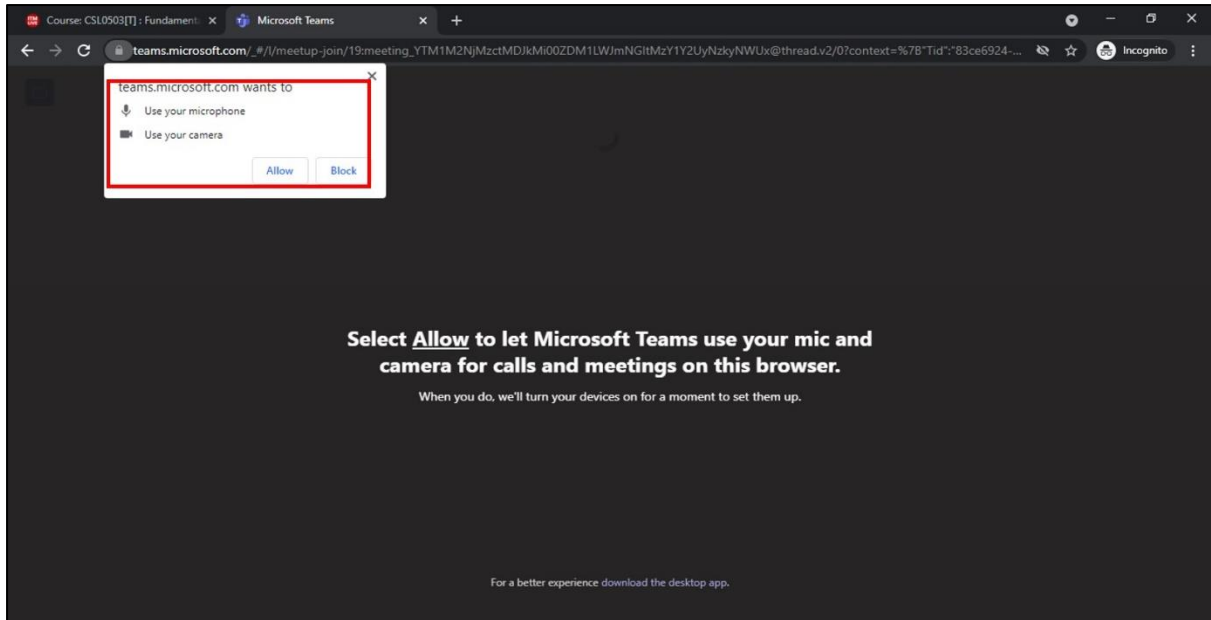 Course: CSL0503[T] : Fundament
Microsoft Teams
teams.microsoft.com/_#/l/meetup-join/19:meeting_YTM1M2NjMzctMDJkMi00ZDM1LWJmNGItMzY1Y2UyNzkyNWUx@thread.v2/0?context=%7B"Tid":"83ce6924-...
Incognito
teams.microsoft.com wants to
Use your microphone
Use your camera
Allow Block
Select Allow to let Microsoft Teams use your mic and
camera for calls and meetings on this browser.
When you do, we'll turn your devices on for a moment to set them up.
For a better experience download the desktop app.